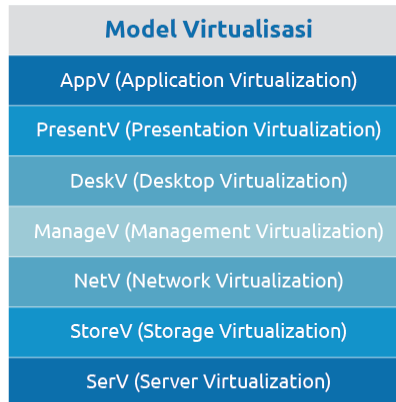 Model Virtualisasi
AppV (Application Virtualization)
PresentV (Presentation Virtualization)
DeskV (Desktop Virtualization)
ManageV (Management Virtualization)
NetV (Network Virtualization)
StoreV (Storage Virtualization)
SerV (Server Virtualization)